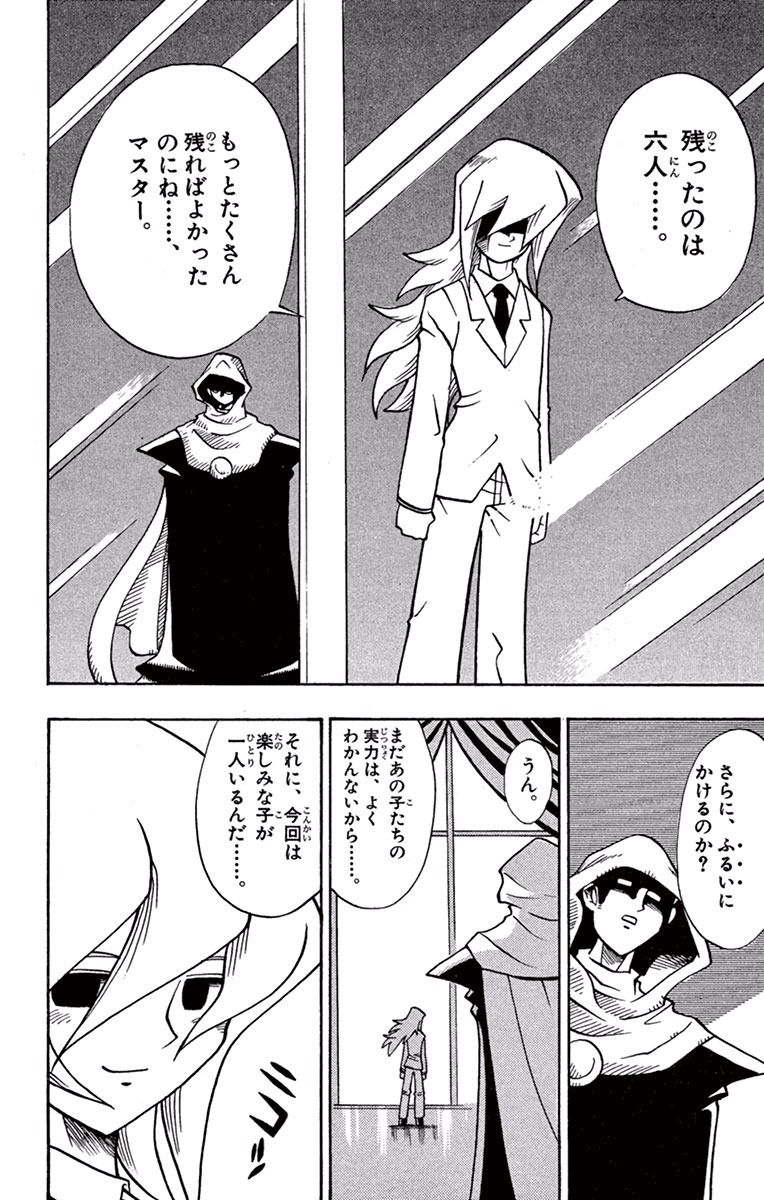 残ったのは
六人……。
もっとたくさん
残ればよかった
のにね……、
マスター。
さらに、ふるいに
かけるのか？
うん。
まだあの子たちの
実力は、よく
わかんないから……。
それに、今回は
楽しみな子が
一人いるんだ……。
ニコ